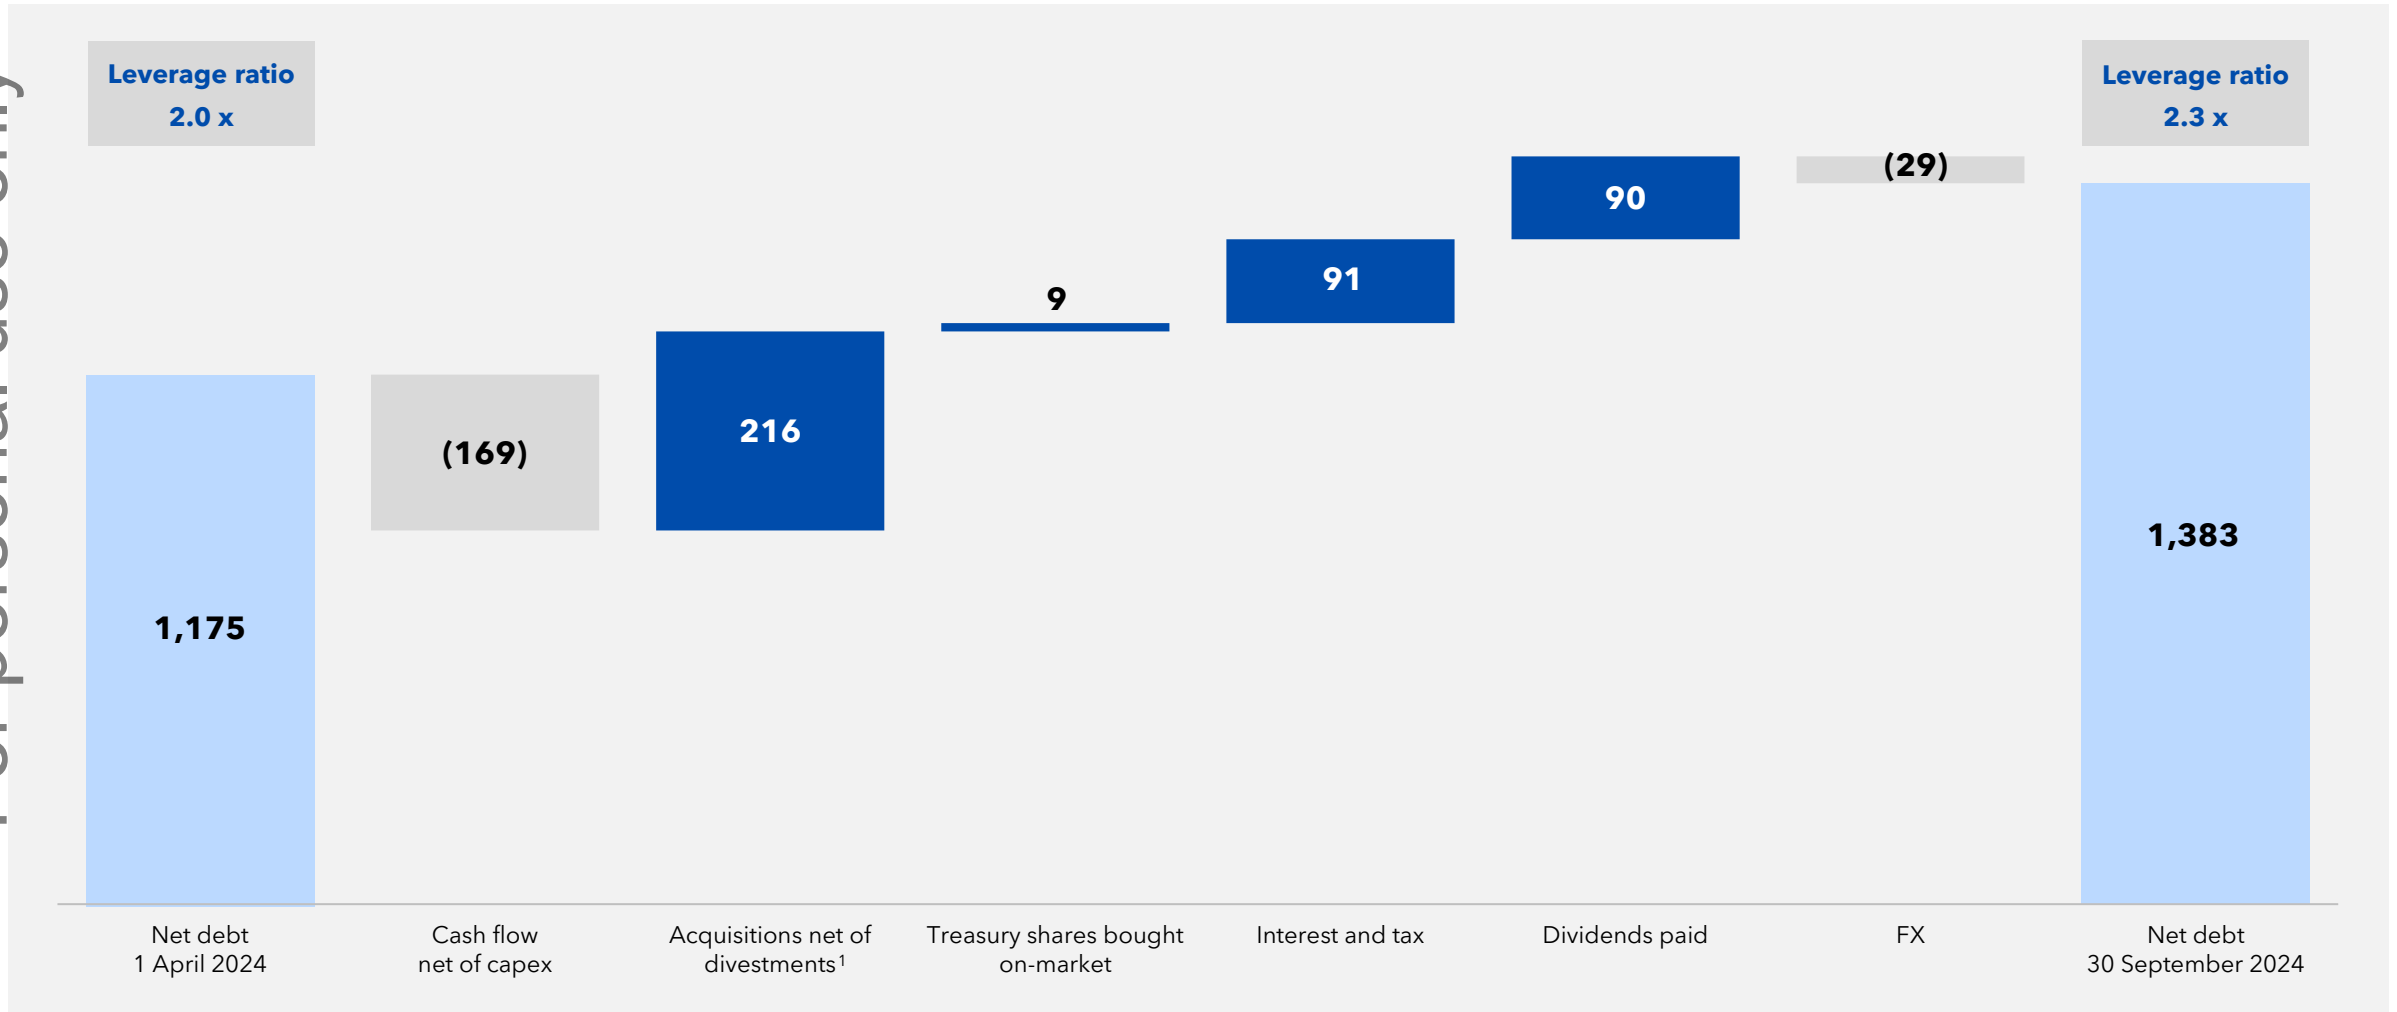 Leverage ratio
2.0 x
Leverage ratio
2.3 x
(29)
90
91
9
216
(169)
1,383
1,175
Net debt
1 April 2024
Cash flow
net of capex
Acquisitions net of
divestments¹
Treasury shares bought
on-market
Interest and tax
Dividends paid
FX
Net debt
30 September 2024